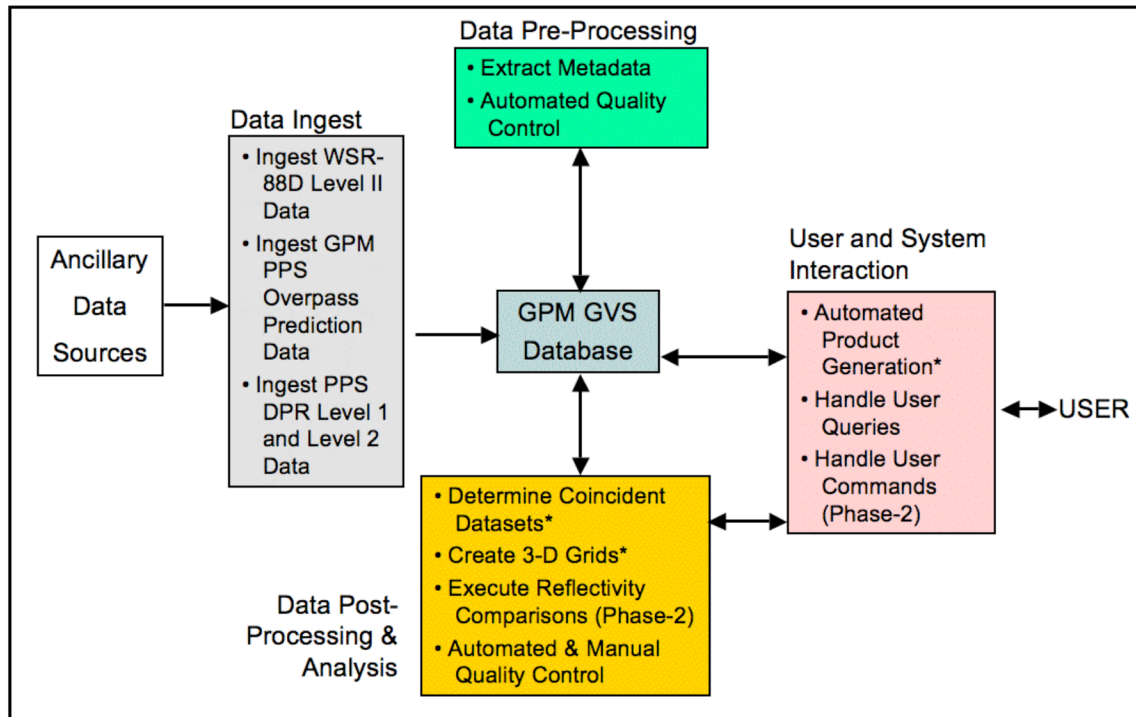 Data Pre-Processing
• Extract Metadata
• Automated Quality
Control
Data Ingest
• Ingest WSR-
88D Level II
Data
• Ingest GPM
PPS
Overpass
Prediction
Data
• Ingest PPS
DPR Level 1
and Level 2
Data
Ancillary
Data
Sources
GPM GVS
Database
User and System
Interaction
• Automated
Product
Generation*
• Handle User
Queries
• Handle User
Commands
(Phase-2)
USER
• Determine Coincident
Datasets*
• Create 3-D Grids*
• Execute Reflectivity
Comparisons (Phase-2)
• Automated & Manual
Quality Control
Data Post-
Processing &
Analysis